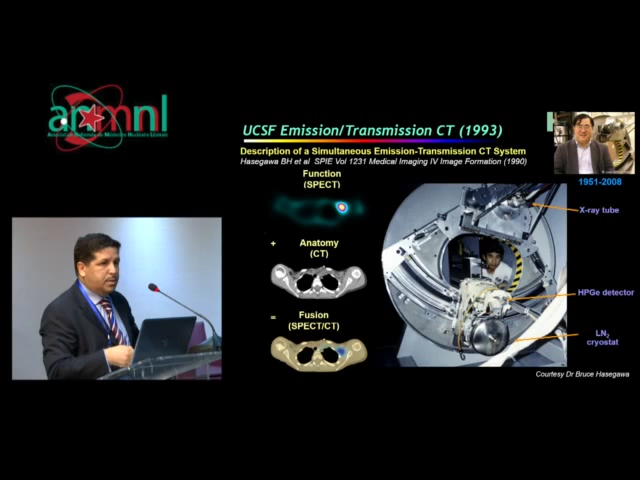 anmnl
UCSF Emission/Transmission CT (1993)
Description of a Simultaneous Emission-Transmission CT System
Hasegawa BH et al SPIE Vol 1231 Medical Imaging IV Image Formation (1990)
1951-2008
Function
(SPECT)
X-ray tube
+
Anatomy
(CT)
HPGe detector
=
Fusion
(SPECT/CT)
LN2
cryostat
Courtesy Dr Bruce Hasegawa